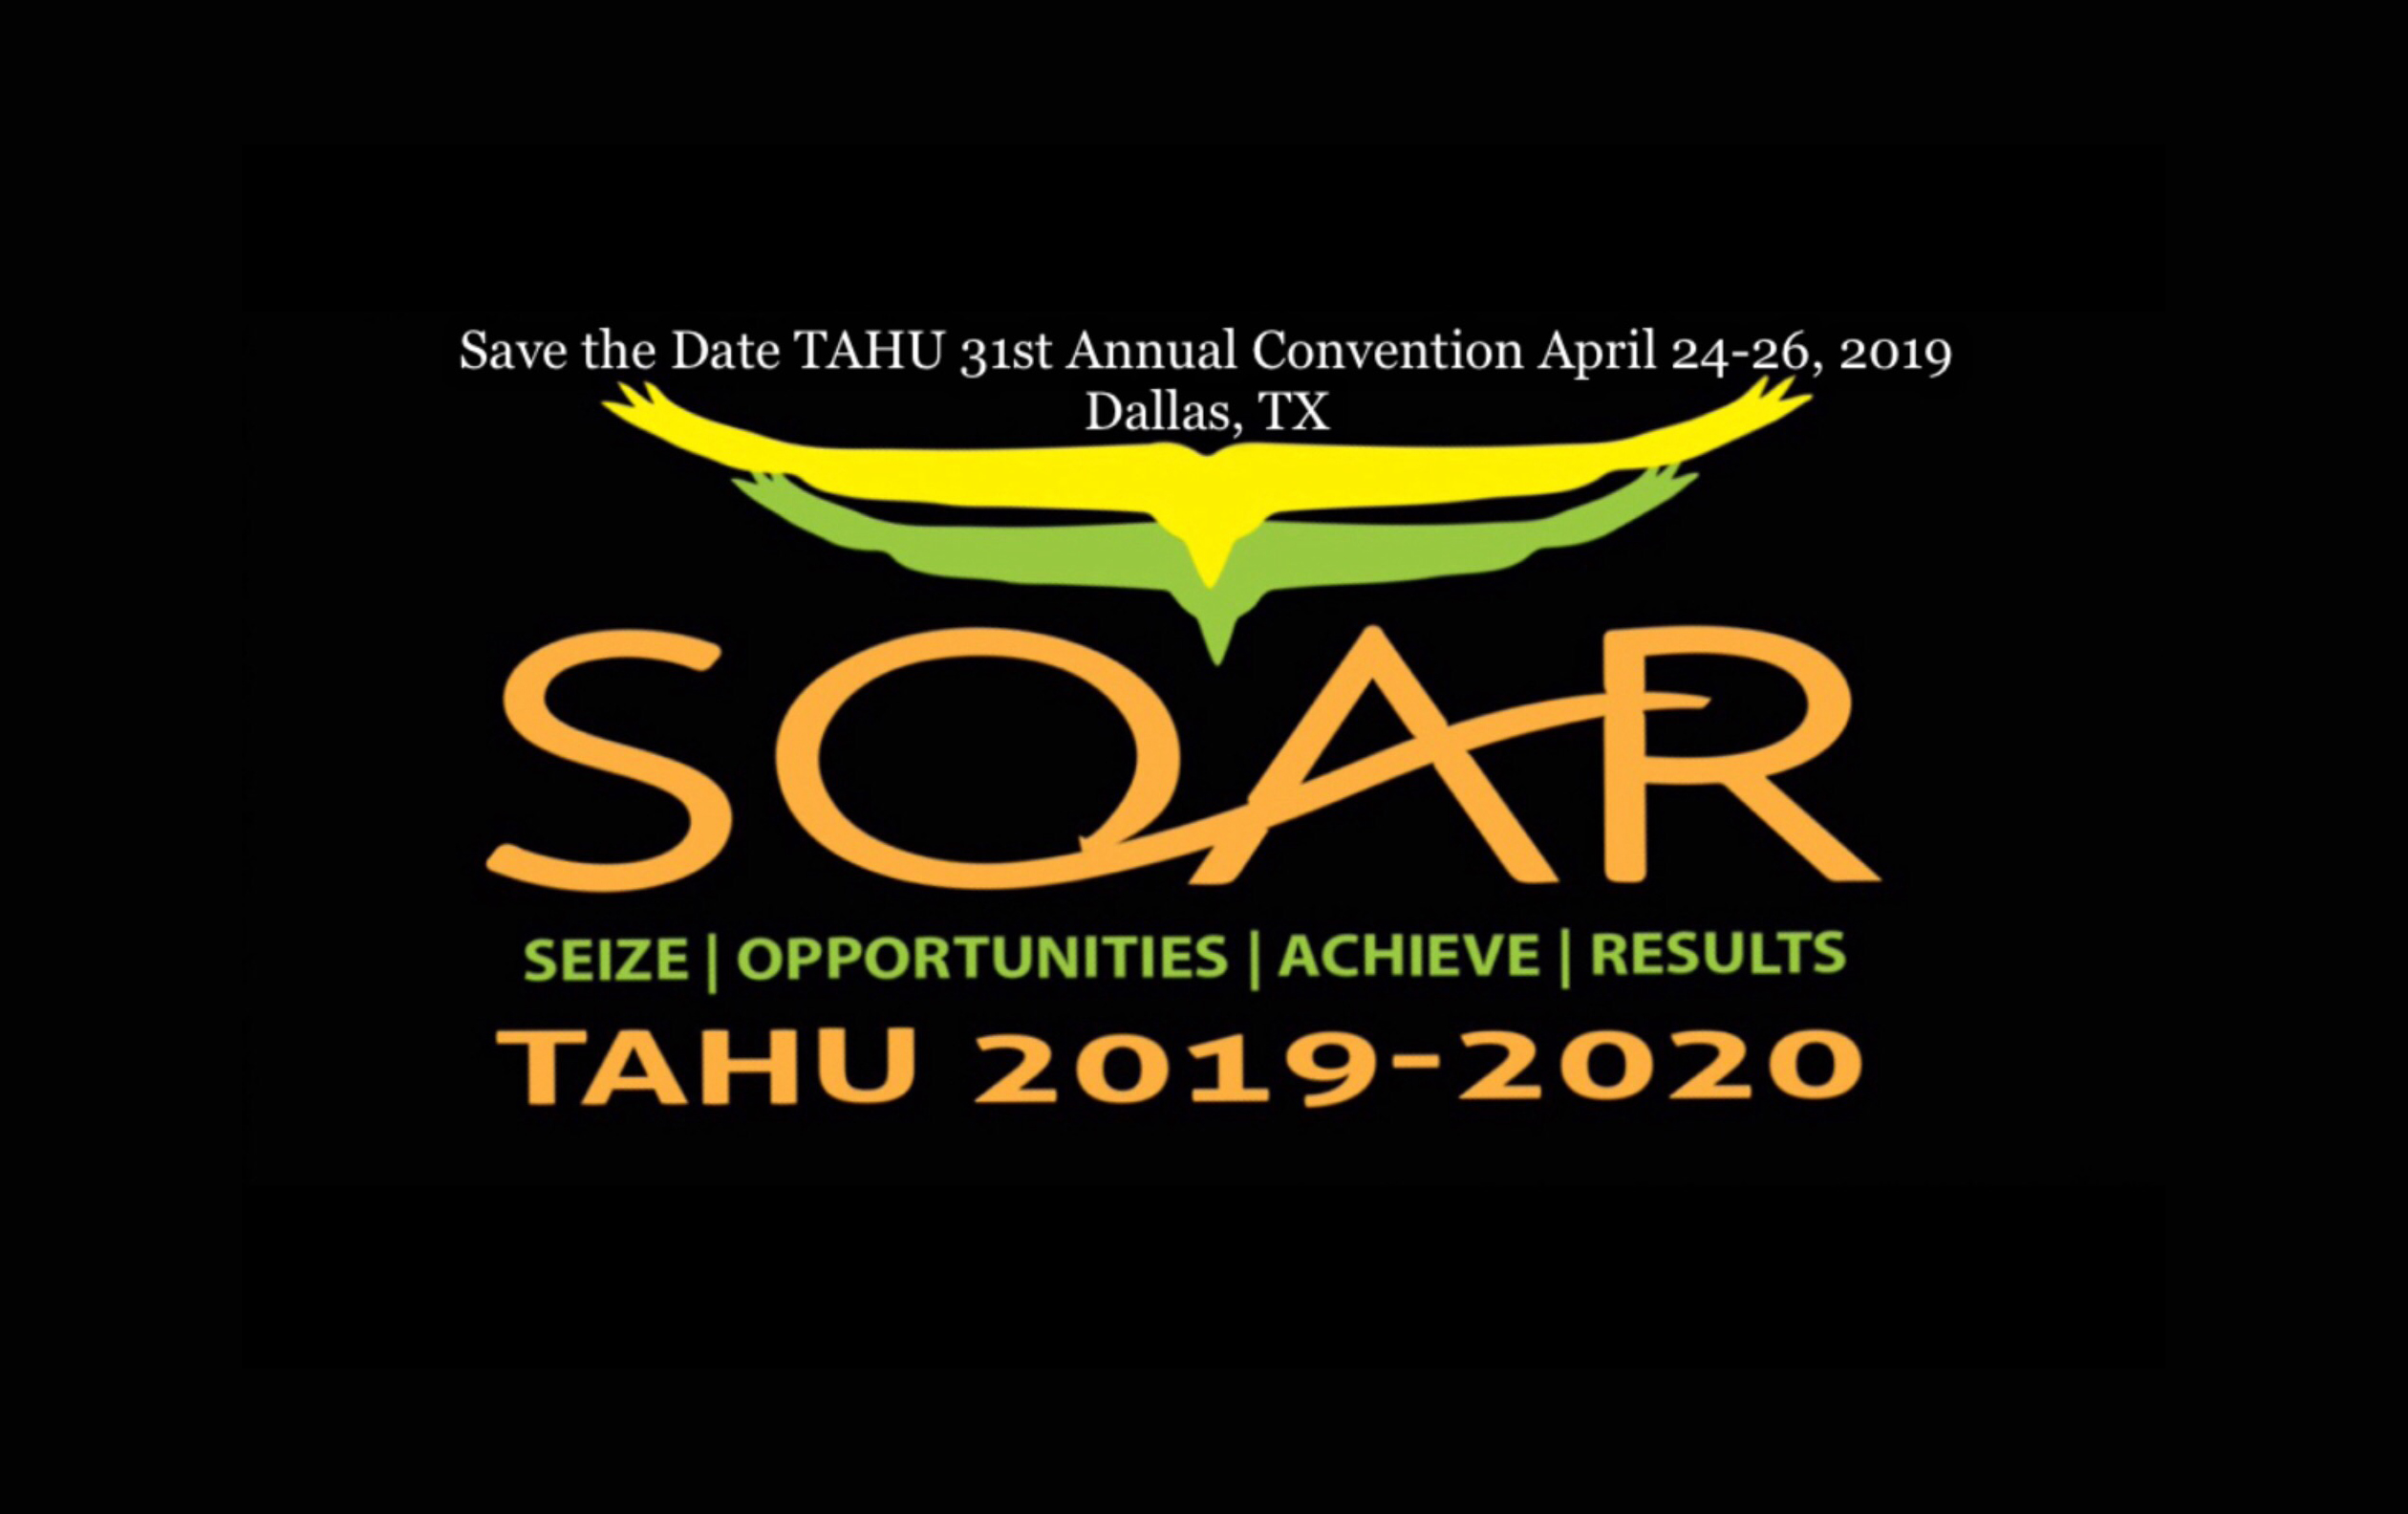 Save the Date TAHU 31st Annual Convention April 24-26, 2019
Dallas, TX
SOAR
SEIZE | OPPORTUNITIES | ACHIEVE | RESULTS
TAHU 2019-2020